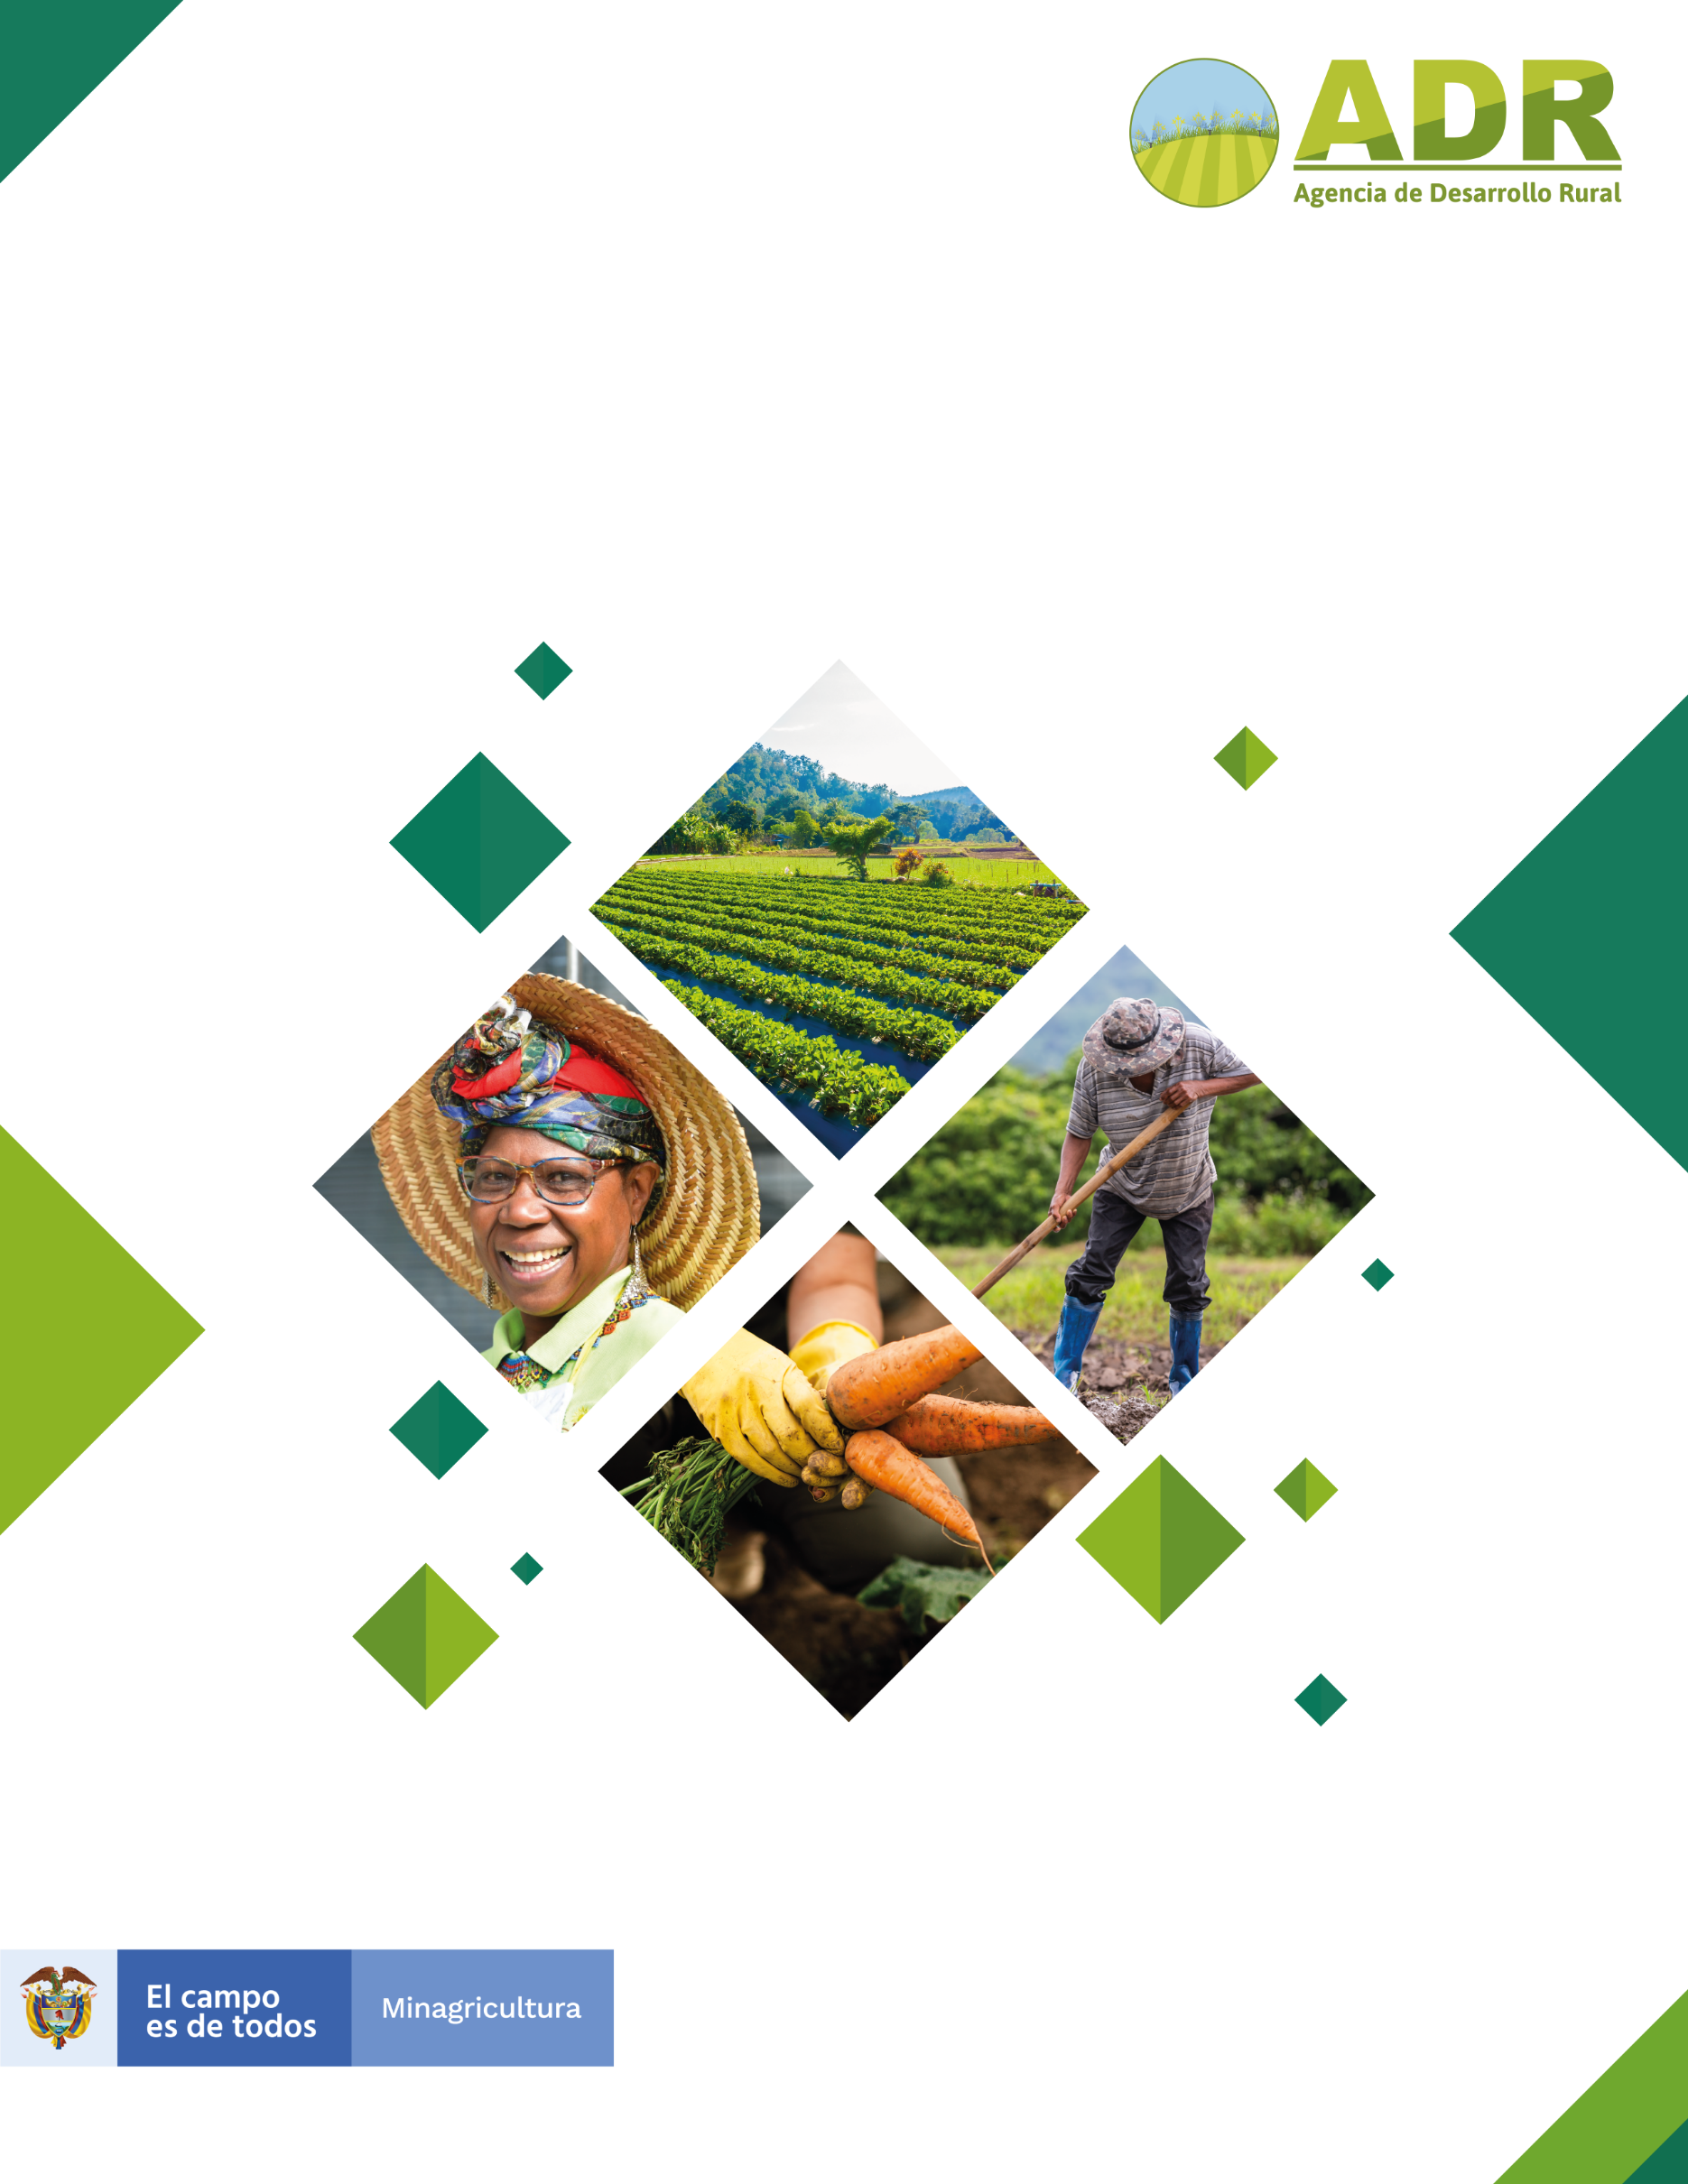 ADR
Agencia de Desarrollo Rural
El campo
es de todos
Minagricultura